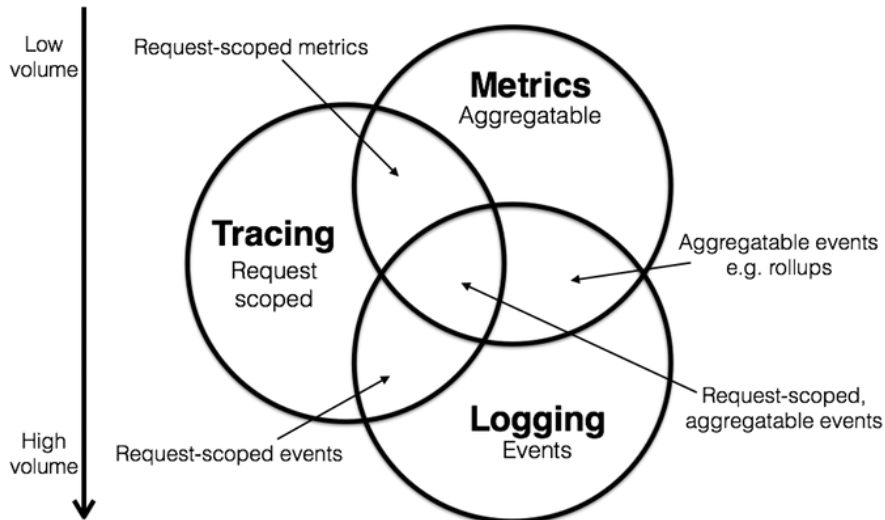 Low
volume
Request-scoped metrics
Metrics
Aggregatable
Tracing
Request
scoped
Aggregatable events
e.g. rollups
Request-scoped,
aggregatable events
Logging
Events
High
volume
Request-scoped events